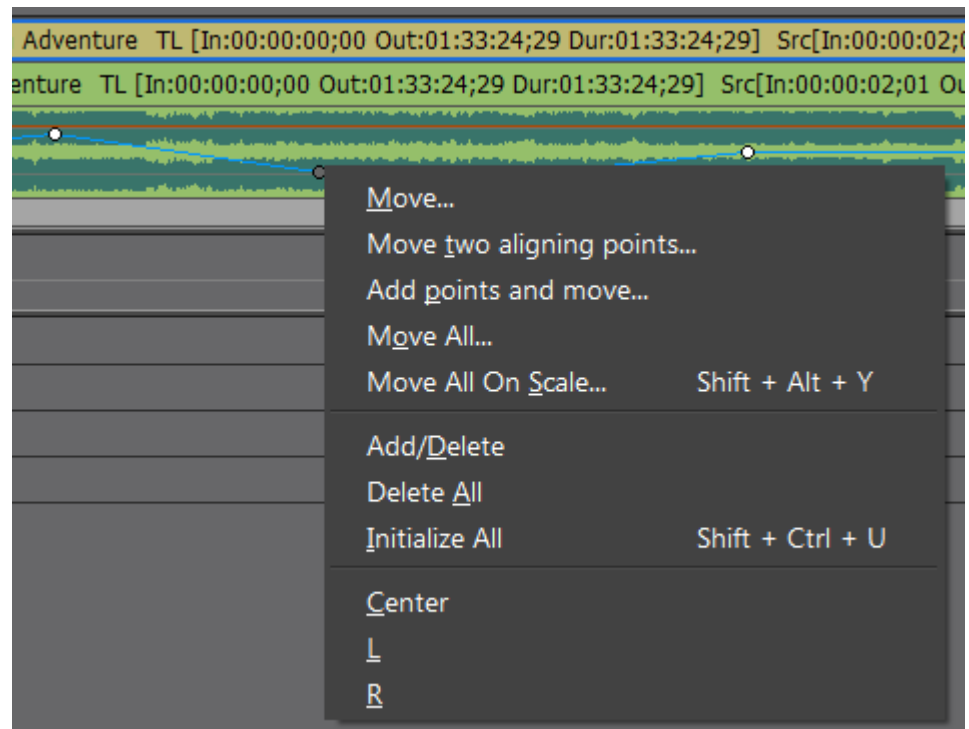 Adventure TL [In:00:00:00;00 Out:01:33:24;29 Dur:01:33:24;29] Src[In:00:00:02;
enture TL [In:00:00:00;00 Out:01:33:24;29 Dur:01:33:24;29] Src[In:00:00:02;01 Ou
Move...
Move two aligning points...
Add points and move...
Move All...
Move All On Scale... Shift + Alt + Y
Add/Delete
Delete All
Initialize All Shift + Ctrl + U
Center
L
R